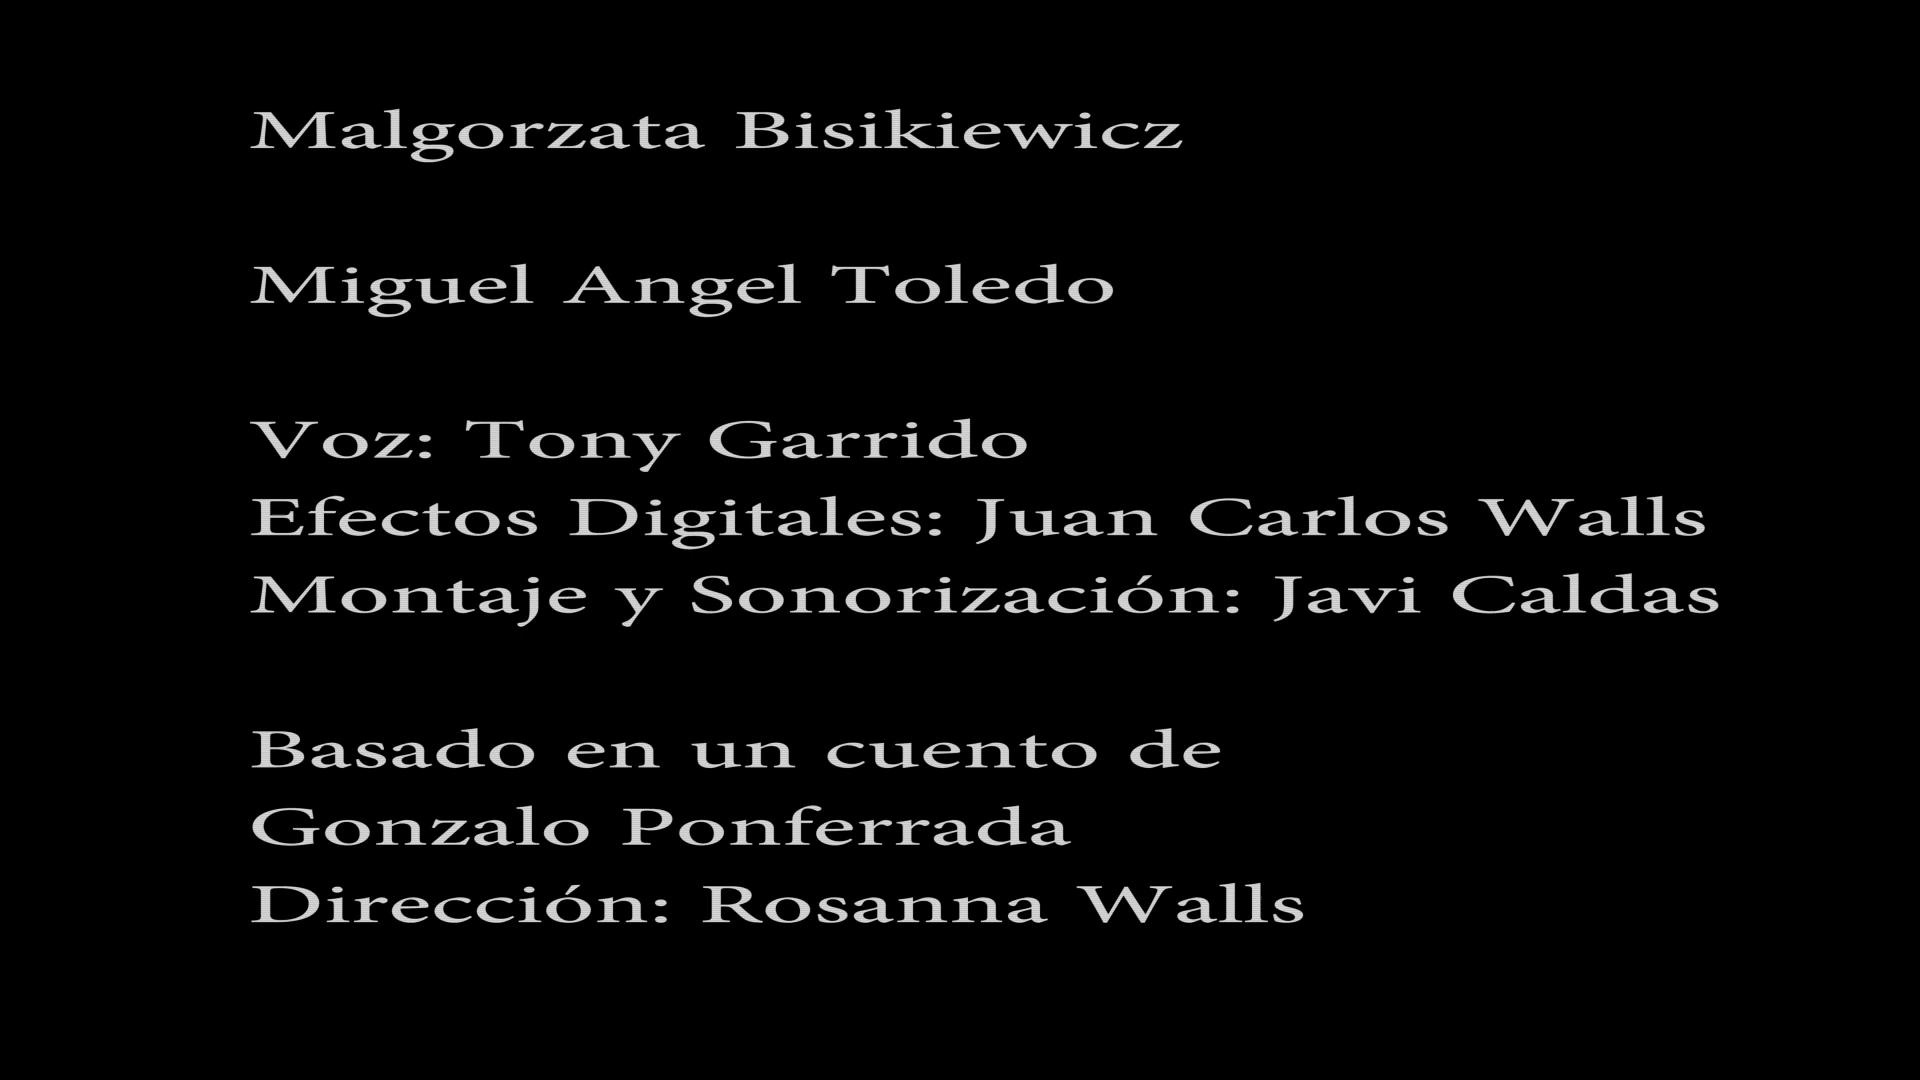 Malgorzata Bisikiewicz
Miguel Angel Toledo
Voz: Tony Garrido
Efectos Digitales: Juan Carlos Walls
Montaje y Sonorización: Javi Caldas
Basado en un cuento de
Gonzalo Ponferrada
Dirección: Rosanna Walls